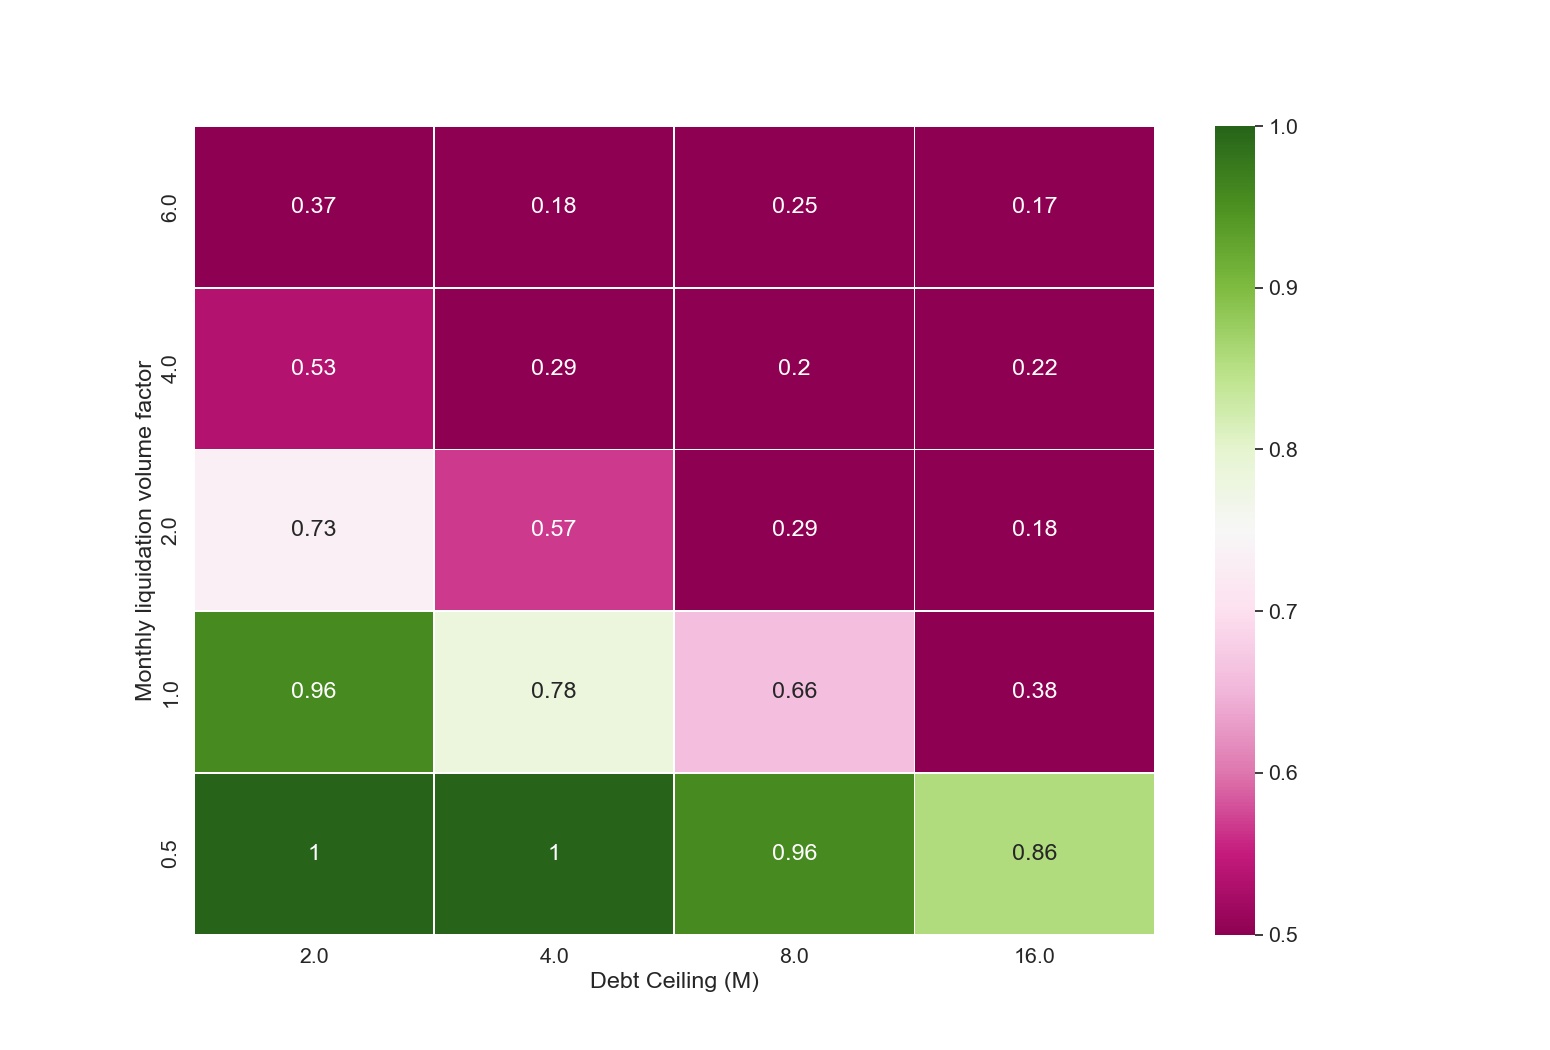 1.0
6.0 0.37 0.18 0.25 0.17
0.9
4.0 0.53 0.29 0.2 0.22
0.8
Monthly liquidation volume factor
2.0 0.73 0.57 0.29 0.18
0.7
1.0 0.96 0.78 0.66 0.38
0.6
0.5 1 1 0.96 0.86
0.5
2.0 4.0 8.0 16.0
Debt Ceiling (M)